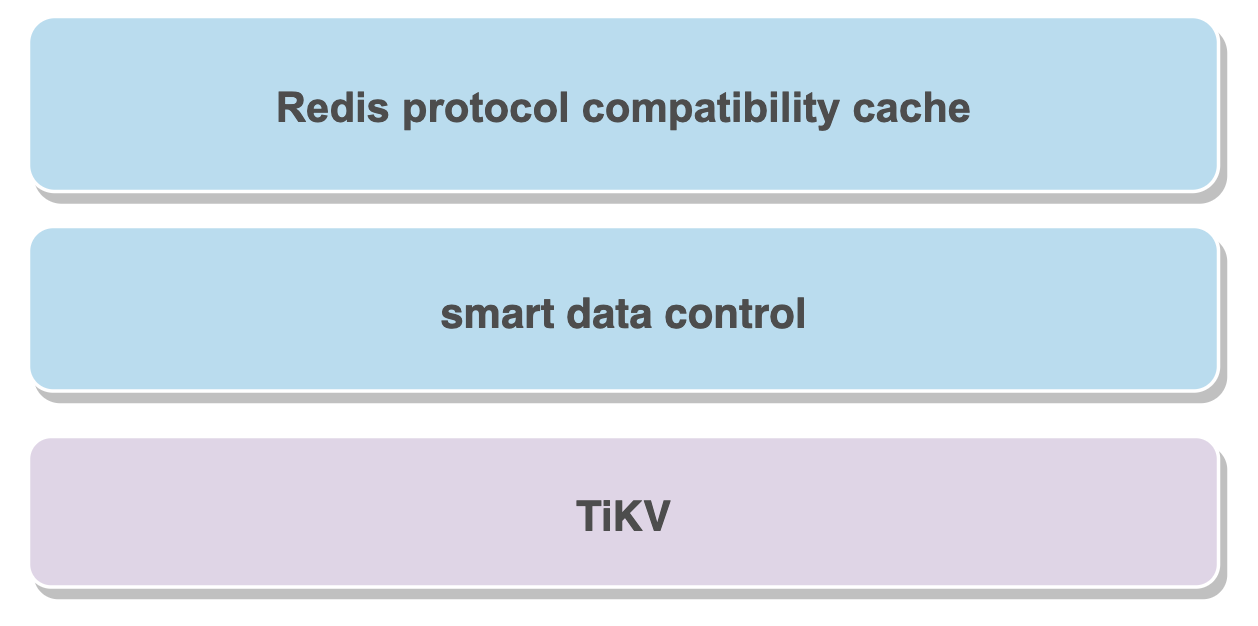 Redis protocol compatibility cache
smart data control
TiKV